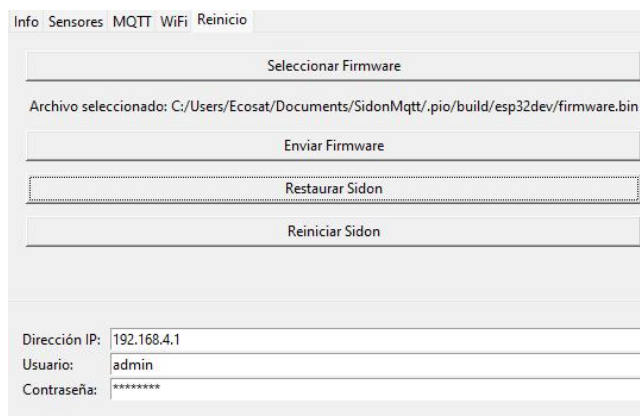 Info Sensores MQTT WiFi Reinicio
Seleccionar Firmware
Archivo seleccionado: C:/Users/Ecosat/Documents/SidonMqtt/.pio/build/esp32dev/firmware.bin
Enviar Firmware
Restaurar Sidon
Reiniciar Sidon
Dirección IP: 192.168.4.1
Usuario: admin
Contraseña: ********